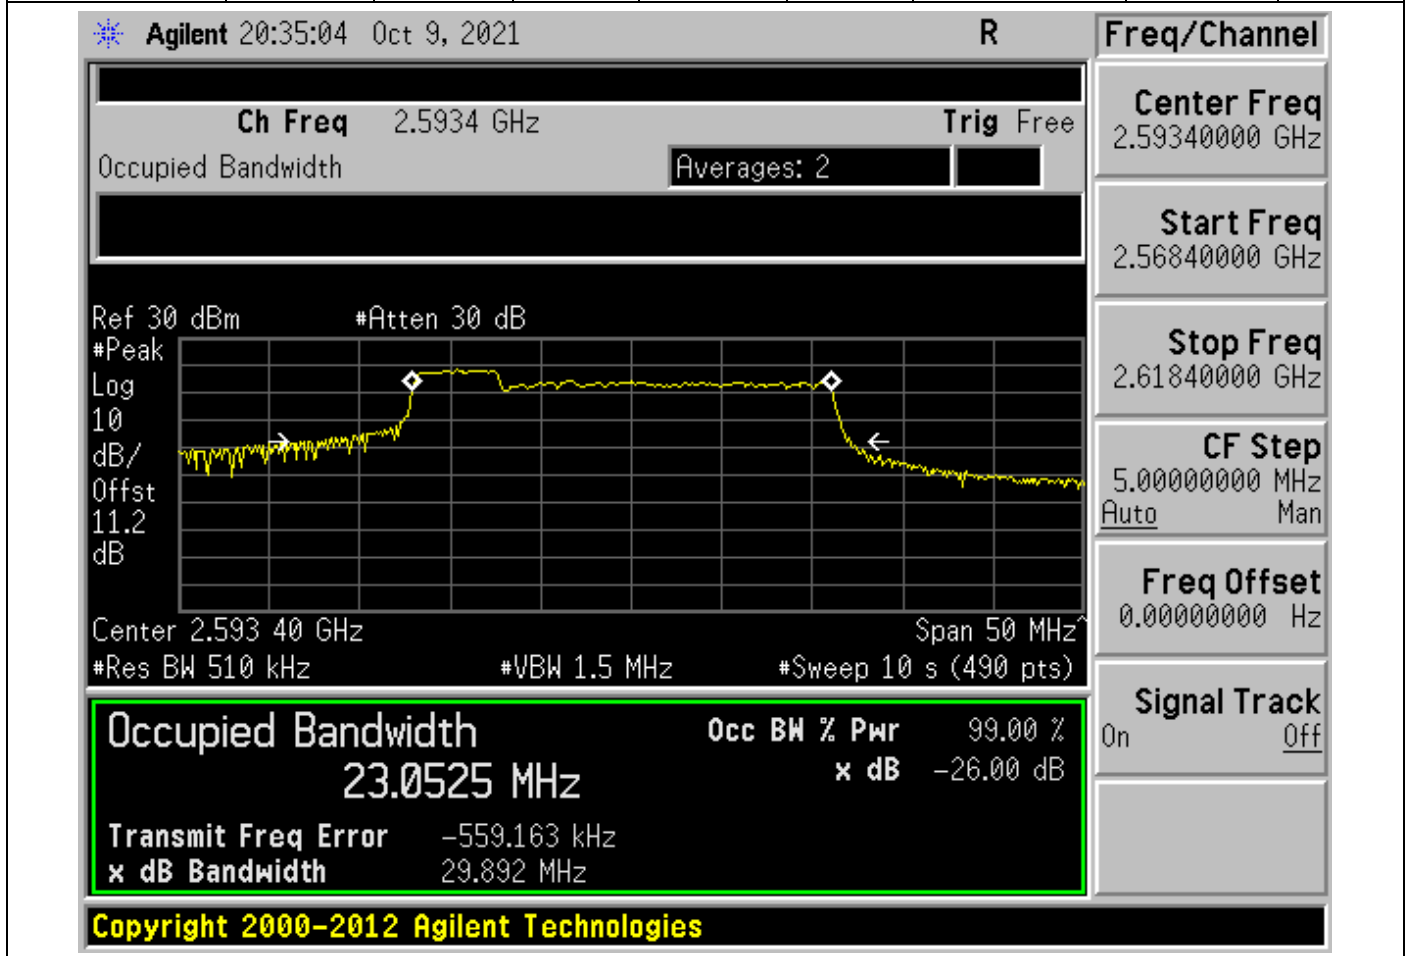 Agilent 20:35:04 Oct 9, 2021 R Freq/Channel
Ch Freq 2.5934 GHz Trig Free
Occupied Bandwidth Averages: 2
Center Freq
2.59340000 GHz
Start Freq
2.56840000 GHz
Stop Freq
2.61840000 GHz
CF Step
5.00000000 MHz
Auto Man
Freq Offset
0.00000000 Hz
Signal Track
On Off
Ref 30 dBm #Atten 30 dB
#Peak
Log
10
dB/
Offst
11.2
dB
Center 2.593 40 GHz Span 50 MHz^
#Res BW 510 kHz #VBW 1.5 MHz #Sweep 10 s (490 pts)
Occupied Bandwidth Occ BW % Pwr 99.00 %
23.0525 MHz x dB -26.00 dB
Transmit Freq Error -559.163 kHz
x dB Bandwidth 29.892 MHz
Copyright 2000-2012 Agilent Technologies